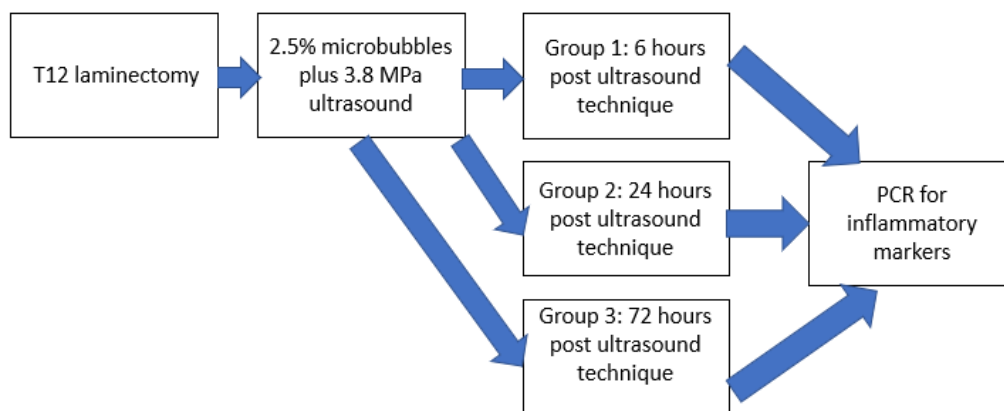 T12 laminectomy
2.5% microbubbles
plus 3.8 MPa
ultrasound
Group 1: 6 hours
post ultrasound
technique
Group 2: 24 hours
post ultrasound
technique
Group 3: 72 hours
post ultrasound
technique
PCR for
inflammatory
markers